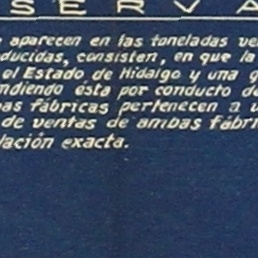 SERVA
aparecen en las toneladas ve
ducidas, consisten, en que la
el Estado de Hidalgo y una g
ndiendo ésta por conducto de
as fábricas pertenecen a u
de ventas de ambas fábri
lación exacta.